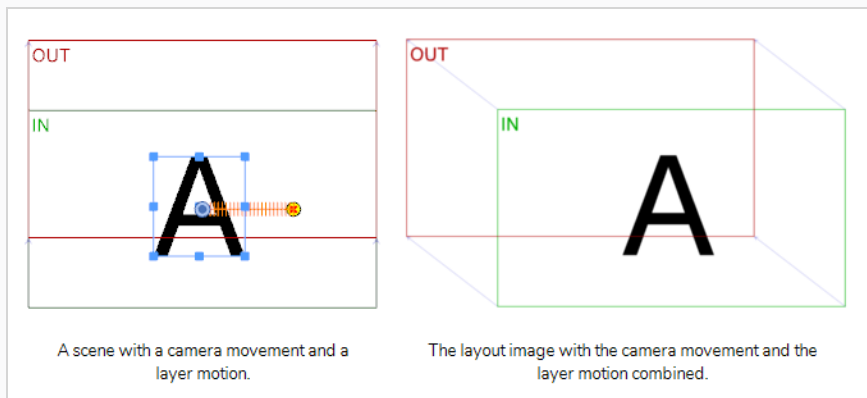 OUT
IN
A
A scene with a camera movement and a
layer motion.
OUT
IN
A
The layout image with the camera movement and the
layer motion combined.